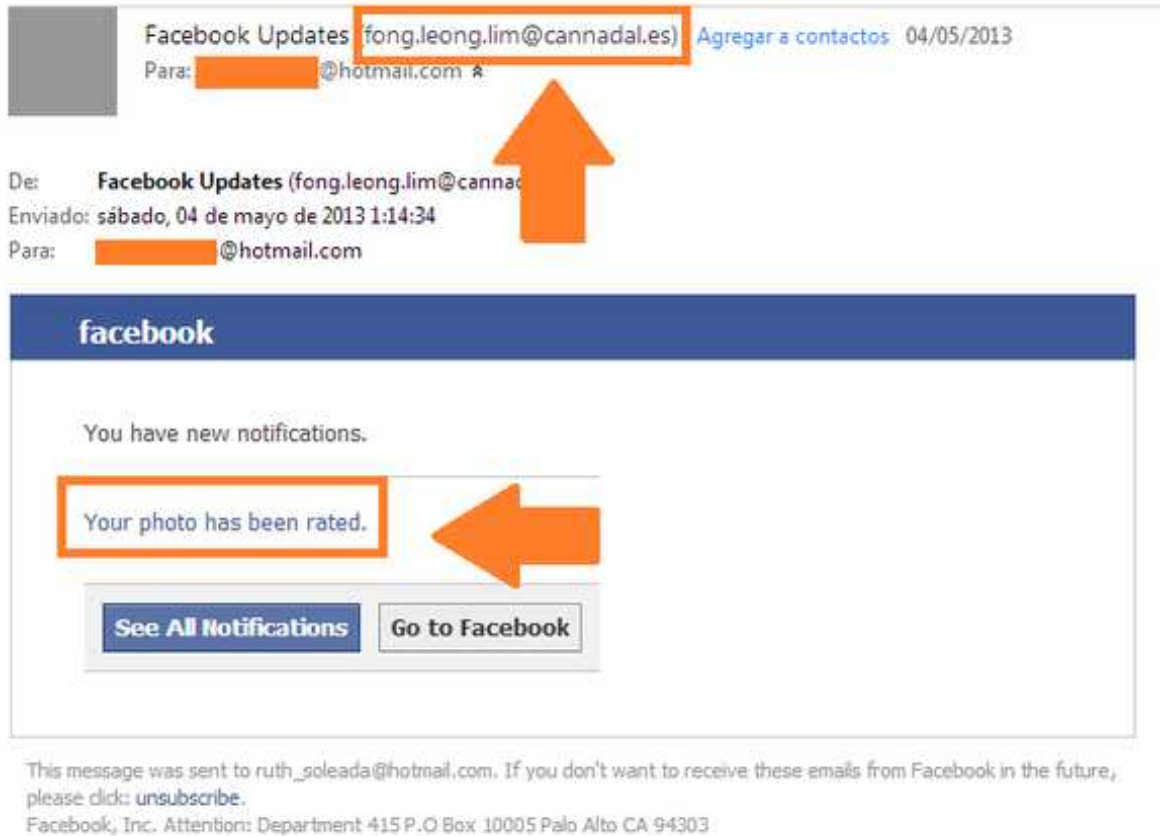 Facebook Updates (fong.leong.lim@cannadal.es) Agregar a contactos 04/05/2013
Para: @hotmail.com
De: Facebook Updates (fong.leong.lim@cannad
Enviado: sábado, 04 de mayo de 2013 1:14:34
Para: @hotmail.com
facebook
You have new notifications.
Your photo has been rated.
See All Notifications Go to Facebook
This message was sent to ruth_soleada@hotmail.com. If you don't want to receive these emails from Facebook in the future,
please click: unsubscribe.
Facebook, Inc. Attention: Department 415 P.O Box 10005 Palo Alto CA 94303